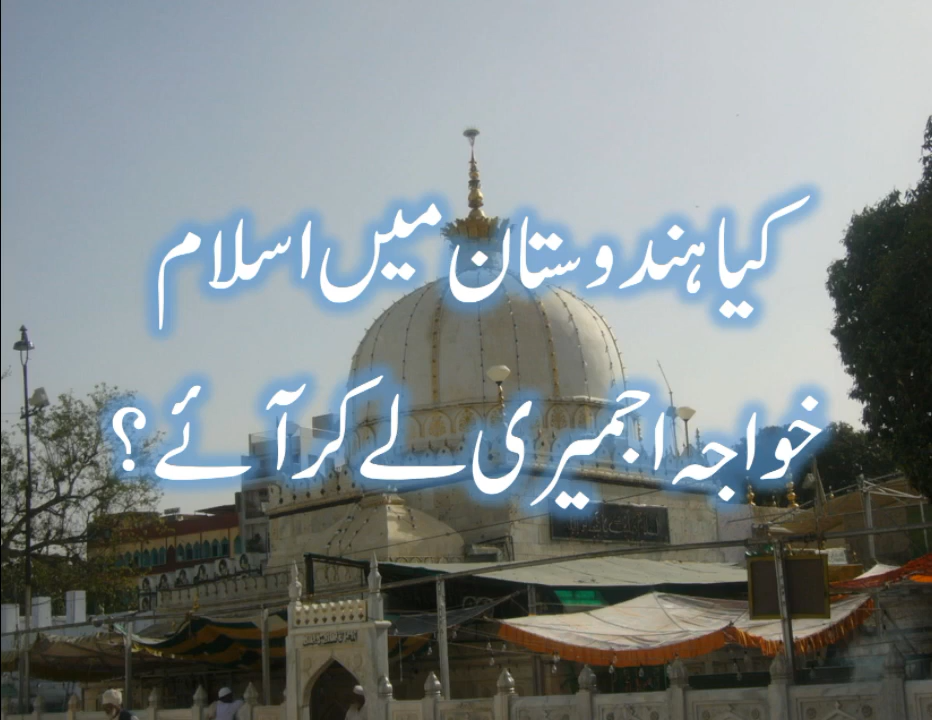 کیا ہندوستان میں اسلام
خواجہ اجمیری لے کر آئے؟